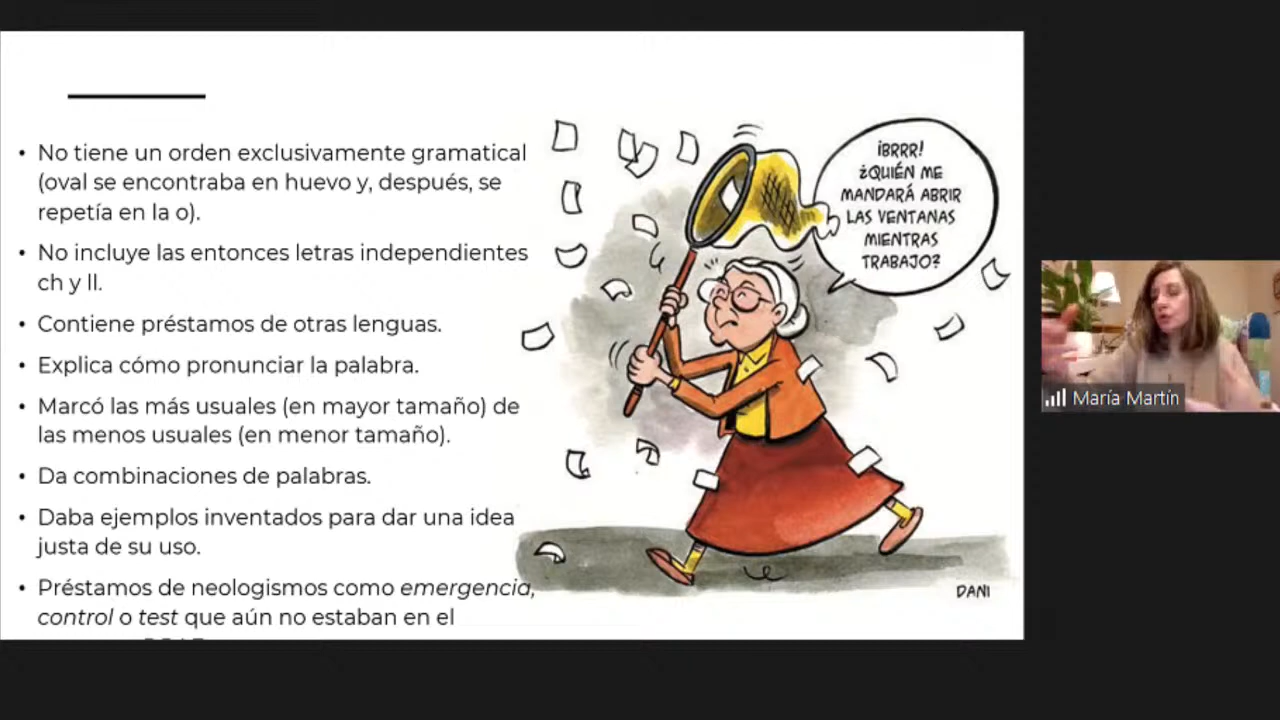 • No tiene un orden exclusivamente gramatical
(oval se encontraba en huevo y, después, se
repetía en la o).
• No incluye las entonces letras independientes
ch y ll.
• Contiene préstamos de otras lenguas.
• Explica cómo pronunciar la palabra.
• Marcó las más usuales (en mayor tamaño) de
las menos usuales (en menor tamaño).
• Da combinaciones de palabras.
• Daba ejemplos inventados para dar una idea
justa de su uso.
• Préstamos de neologismos como emergencia,
control o test que aún no estaban en el
¡BRRR!
¿QUIÉN ME
MANDARÁ ABRIR
LAS VENTANAS
MIENTRAS
TRABAJO?
DANI
María Martín